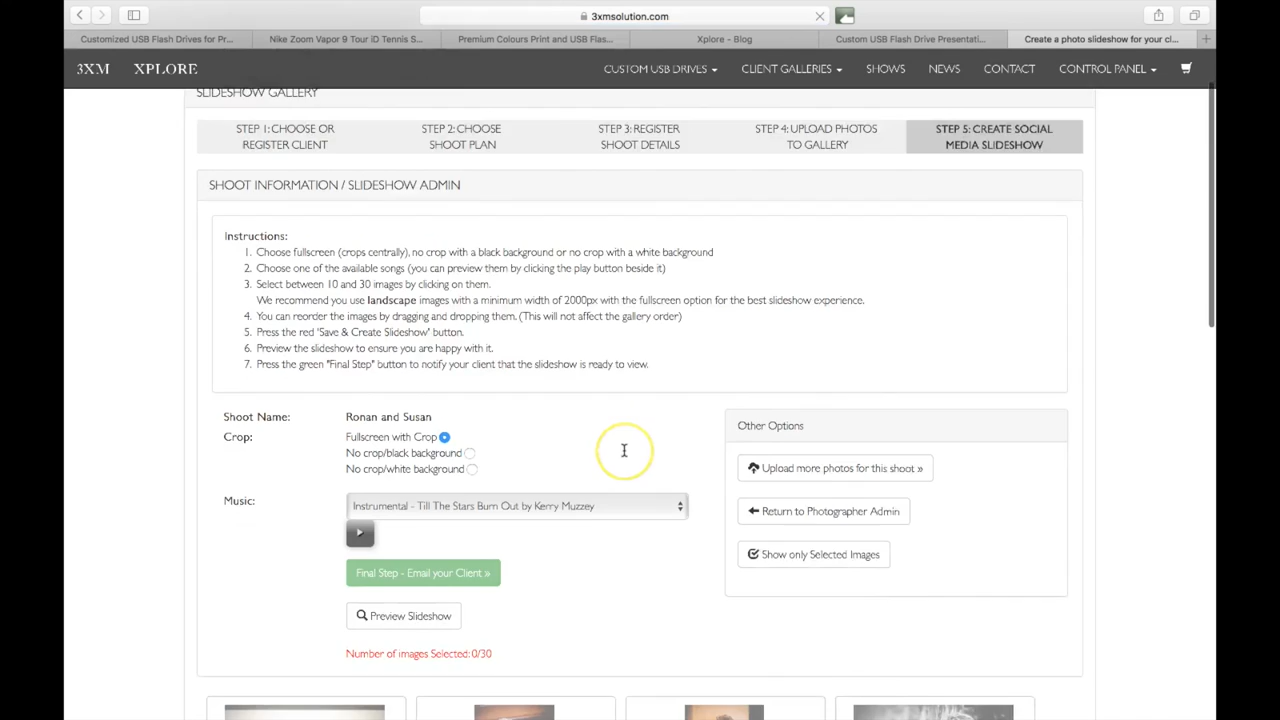 3xmsolution.com
Customized USB Flash Drives for Pr...
Nike Zoom Vapor 9 Tour iD Tennis S...
Premium Colours Print and USB Flas...
Xplore - Blog
Custom USB Flash Drive Presentati...
Create a photo slideshow for your cl...
3XM XPLORE
CUSTOM USB DRIVES
CLIENT GALLERIES
SHOWS
NEWS
CONTACT
CONTROL PANEL
SLIDESHOW GALLERY
STEP 1: CHOOSE OR
REGISTER CLIENT
STEP 2: CHOOSE
SHOOT PLAN
STEP 3: REGISTER
SHOOT DETAILS
STEP 4: UPLOAD PHOTOS
TO GALLERY
STEP 5: CREATE SOCIAL
MEDIA SLIDESHOW
SHOOT INFORMATION / SLIDESHOW ADMIN
Instructions:
1. Choose fullscreen (crops centrally), no crop with a black background or no crop with a white background
2. Choose one of the available songs (you can preview them by clicking the play button beside it)
3. Select between 10 and 30 images by clicking on them.
We recommend you use landscape images with a minimum width of 2000px with the fullscreen option for the best slideshow experience.
4. You can reorder the images by dragging and dropping them. (This will not affect the gallery order)
5. Press the red 'Save & Create Slideshow' button.
6. Preview the slideshow to ensure you are happy with it.
7. Press the green "Final Step" button to notify your client that the slideshow is ready to view.
Shoot Name: Ronan and Susan
Crop: Fullscreen with Crop
No crop/black background
No crop/white background
Music: Instrumental - Till The Stars Burn Out by Kerry Muzzey
Final Step - Email your Client »
Preview Slideshow
Number of images Selected: 0/30
Other Options
Upload more photos for this shoot »
Return to Photographer Admin
Show only Selected Images